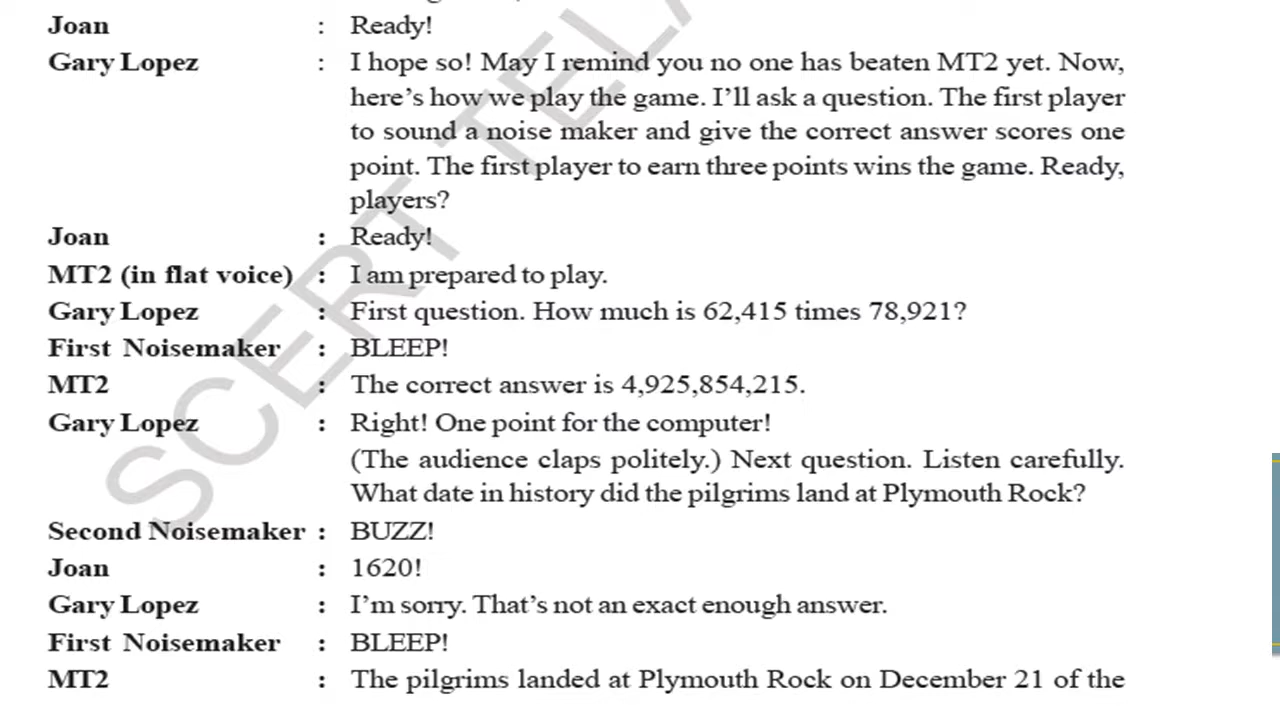 Joan : Ready!
Gary Lopez : I hope so! May I remind you no one has beaten MT2 yet. Now,
here's how we play the game. I'll ask a question. The first player
to sound a noise maker and give the correct answer scores one
point. The first player to earn three points wins the game. Ready,
players?
Joan : Ready!
MT2 (in flat voice) : I am prepared to play.
Gary Lopez : First question. How much is 62,415 times 78,921?
First Noisemaker : BLEEP!
MT2 : The correct answer is 4,925,854,215.
Gary Lopez : Right! One point for the computer!
(The audience claps politely.) Next question. Listen carefully.
What date in history did the pilgrims land at Plymouth Rock?
Second Noisemaker : BUZZ!
Joan : 1620!
Gary Lopez : I'm sorry. That's not an exact enough answer.
First Noisemaker : BLEEP!
MT2 : The pilgrims landed at Plymouth Rock on December 21 of the
SCERT